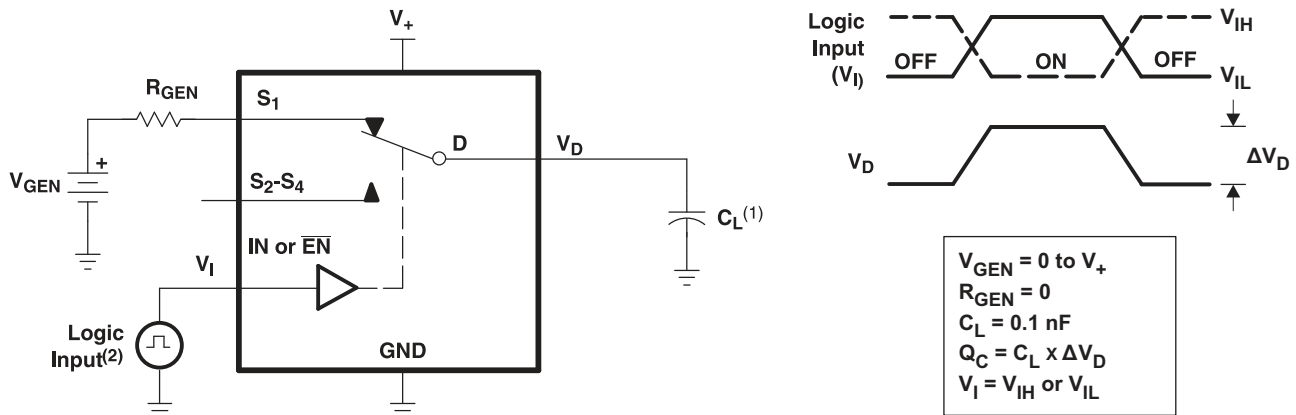 V+
RGEN
S1
D
VD
VGEN
+
S2-S4
CL(1)
IN or EN
VI
Logic
Input(2)
GND
Logic
Input
(VI)
OFF
ON
OFF
VIH
VIL
VD
ΔVD
VGEN = 0 to V+
RGEN = 0
CL = 0.1 nF
QC = CL x ΔVD
VI = VIH or VIL